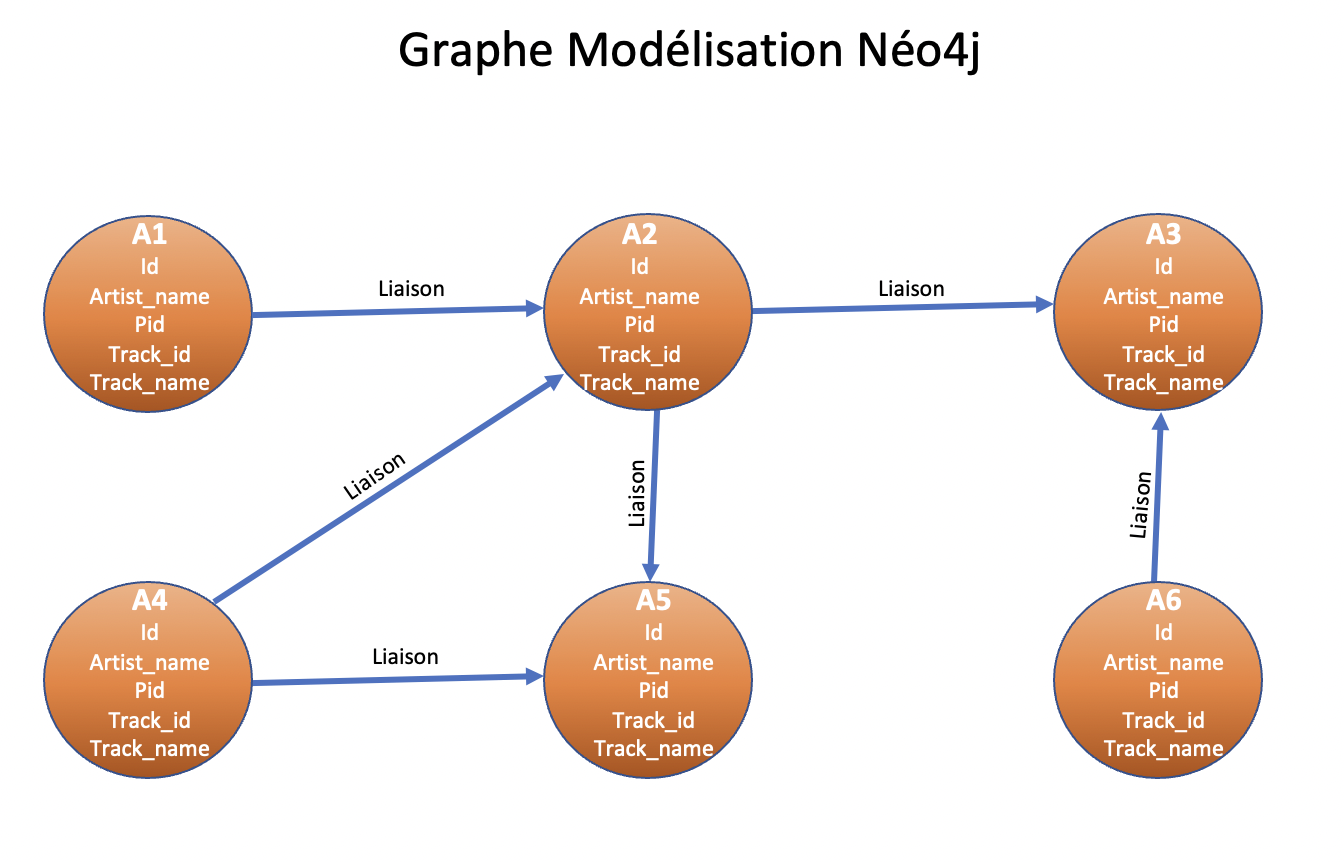 Graphe Modélisation Néo4j
A1
Id
Artist_name
Pid
Track_id
Track_name
Liaison
A2
Id
Artist_name
Pid
Track_id
Track_name
Liaison
A3
Id
Artist_name
Pid
Track_id
Track_name
Liaison
Liaison
Liaison
A4
Id
Artist_name
Pid
Track_id
Track_name
Liaison
A5
Id
Artist_name
Pid
Track_id
Track_name
A6
Id
Artist_name
Pid
Track_id
Track_name